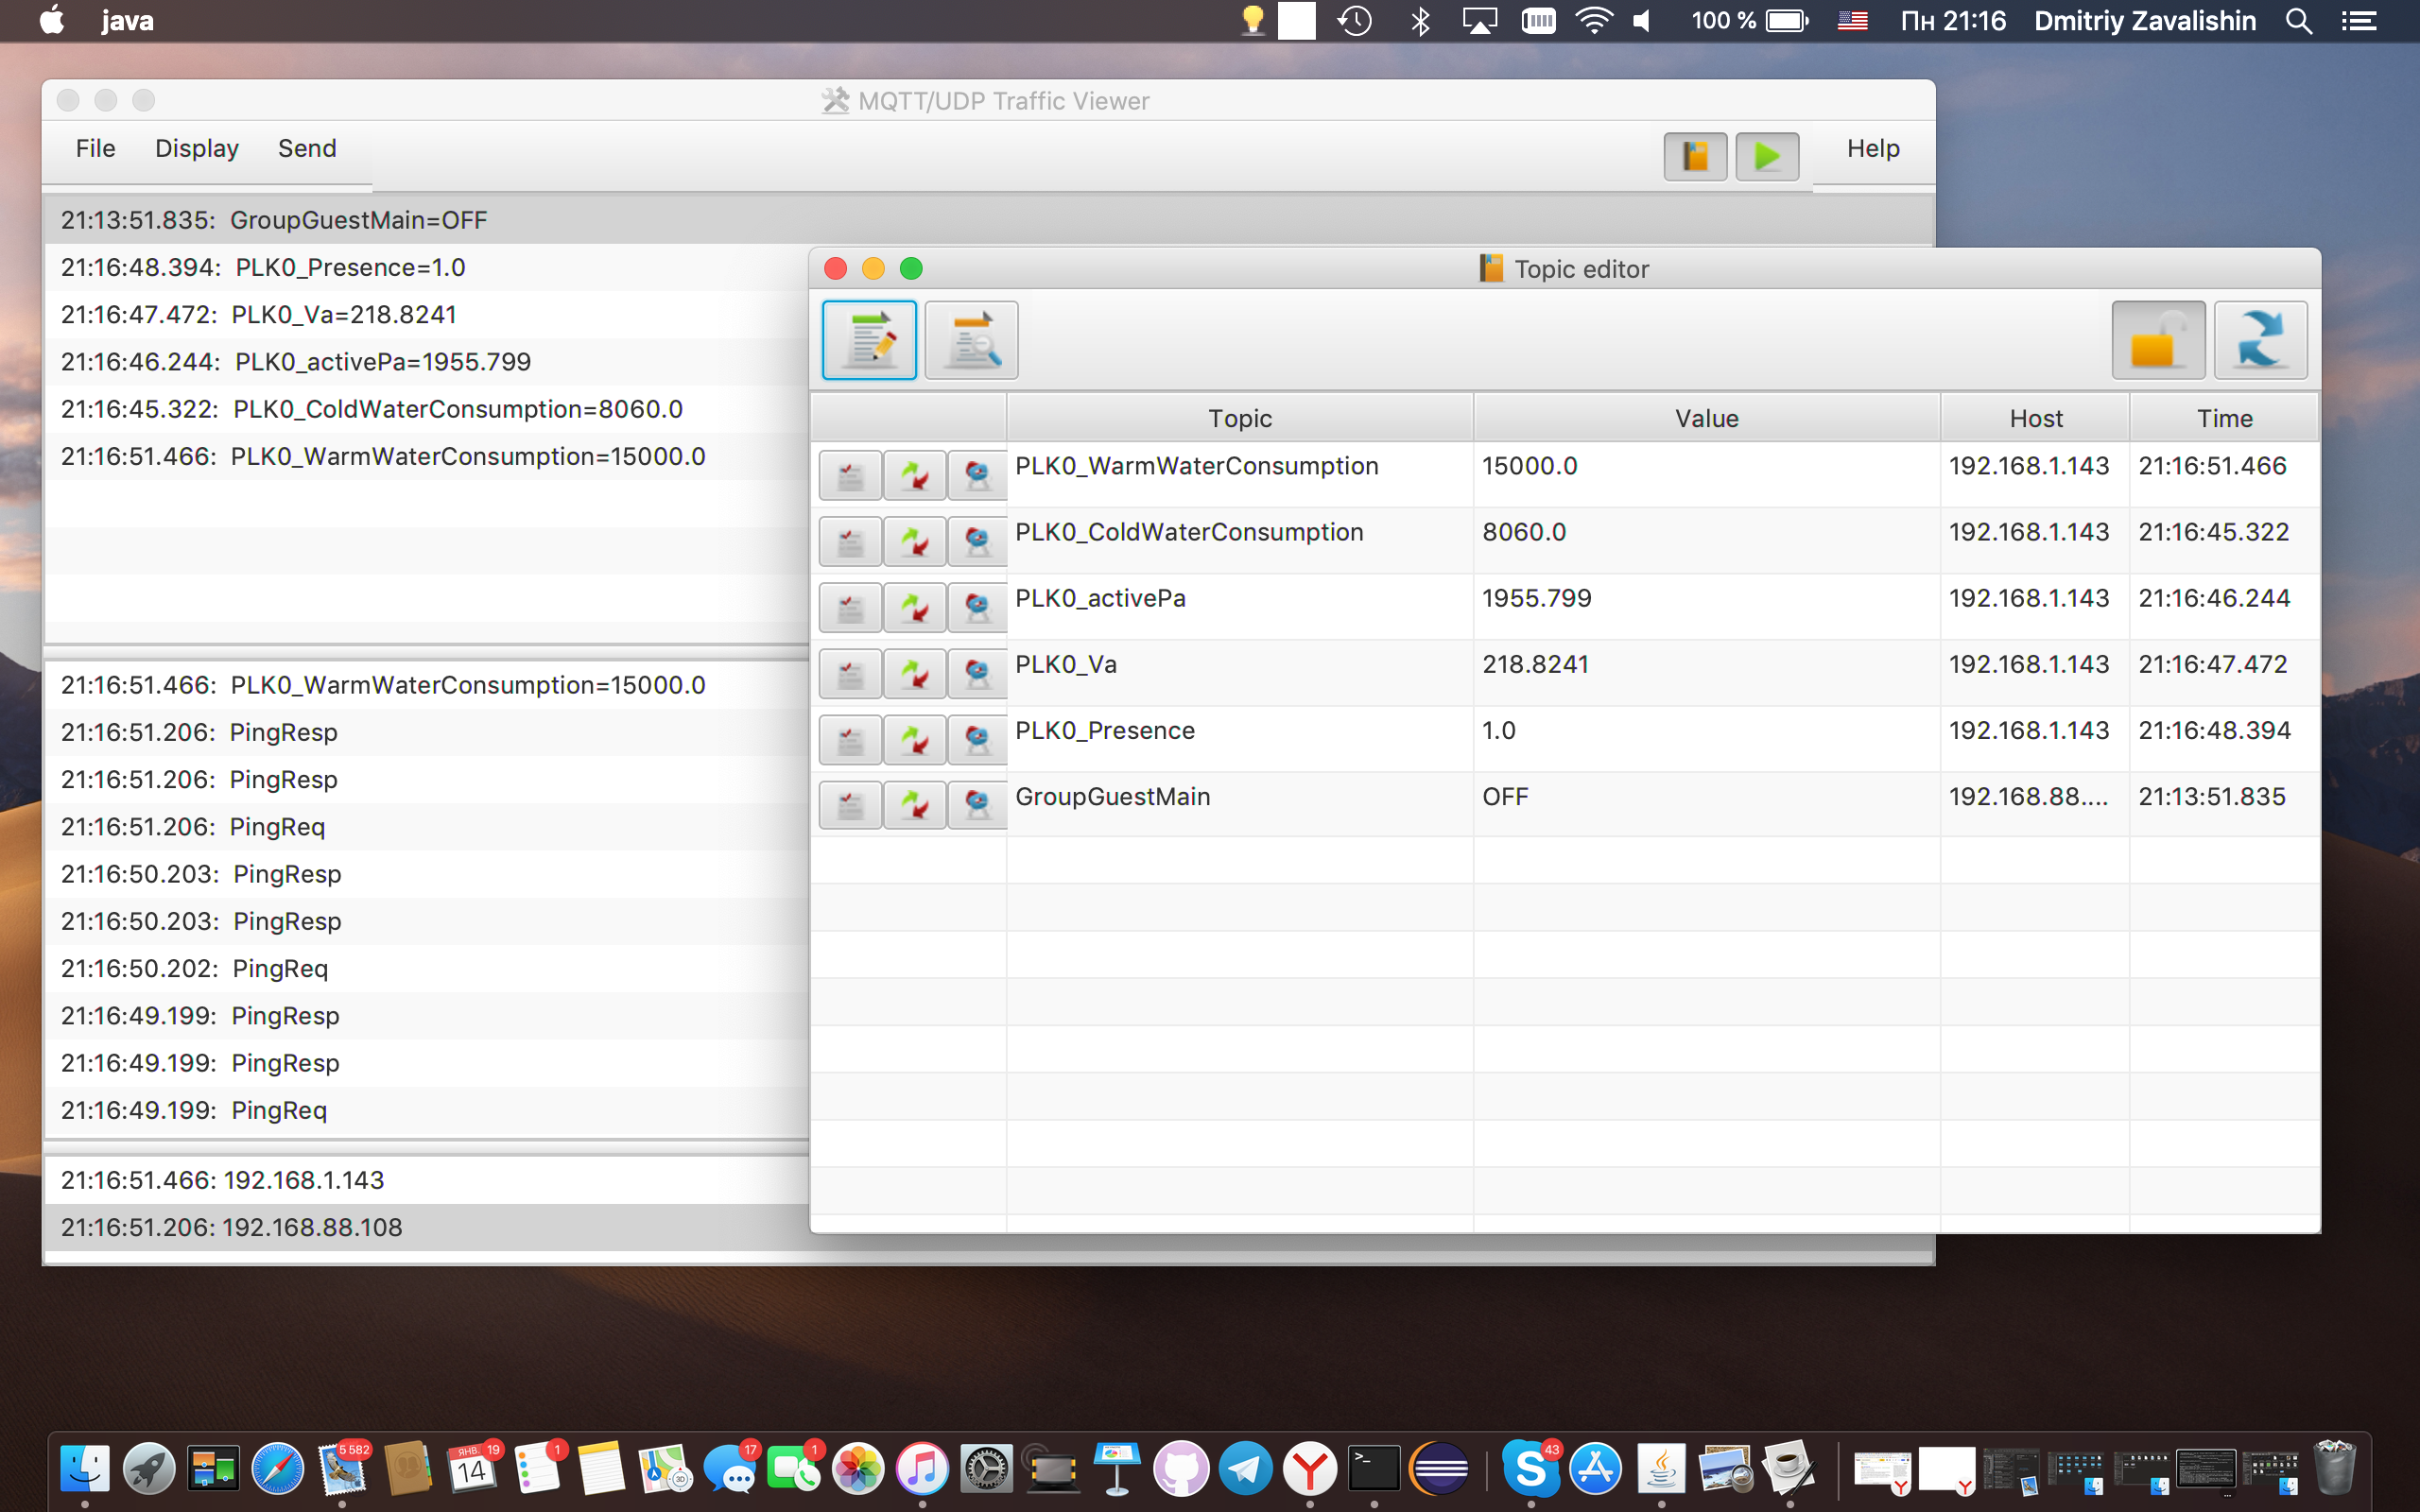 java
100 %
Пн 21:16
Dmitriy Zavalishin
MQTT/UDP Traffic Viewer
File
Display
Send
Help
21:13:51.835: GroupGuestMain=OFF
21:16:48.394: PLK0_Presence=1.0
21:16:47.472: PLK0_Va=218.8241
21:16:46.244: PLK0_activePa=1955.799
21:16:45.322: PLK0_ColdWaterConsumption=8060.0
21:16:51.466: PLK0_WarmWaterConsumption=15000.0
21:16:51.466: PLK0_WarmWaterConsumption=15000.0
21:16:51.206: PingResp
21:16:51.206: PingResp
21:16:51.206: PingReq
21:16:50.203: PingResp
21:16:50.203: PingResp
21:16:50.202: PingReq
21:16:49.199: PingResp
21:16:49.199: PingResp
21:16:49.199: PingReq
21:16:51.466: 192.168.1.143
21:16:51.206: 192.168.88.108
Topic editor
Topic Value Host Time
PLK0_WarmWaterConsumption 15000.0 192.168.1.143 21:16:51.466
PLK0_ColdWaterConsumption 8060.0 192.168.1.143 21:16:45.322
PLK0_activePa 1955.799 192.168.1.143 21:16:46.244
PLK0_Va 218.8241 192.168.1.143 21:16:47.472
PLK0_Presence 1.0 192.168.1.143 21:16:48.394
GroupGuestMain OFF 192.168.88.... 21:13:51.835
5 582
ЯНВ.
14
19
1
3D
17
1
>_
43